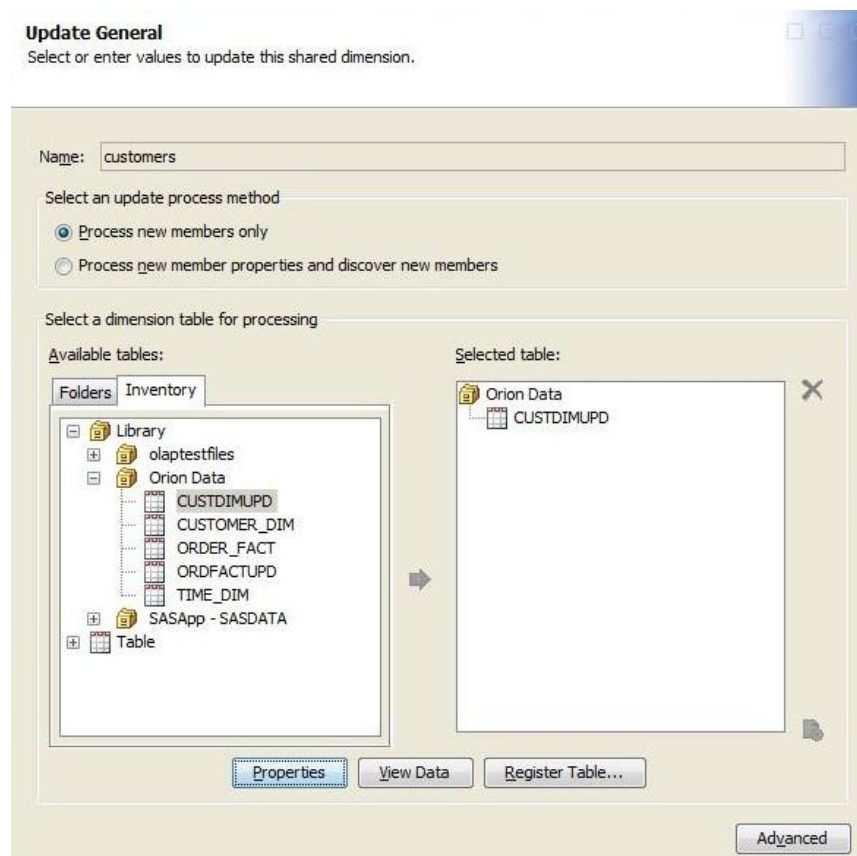 Update General
Select or enter values to update this shared dimension.
Name: customers
Select an update process method
Process new members only
Process new member properties and discover new members
Select a dimension table for processing
Available tables:
Selected table:
Folders Inventory
Library
olaptestfiles
Orion Data
CUSTDIMUPD
CUSTOMER_DIM
ORDER_FACT
ORDFACTUPD
TIME_DIM
SASApp - SASDATA
Table
Orion Data
CUSTDIMUPD
Properties View Data Register Table...
Advanced